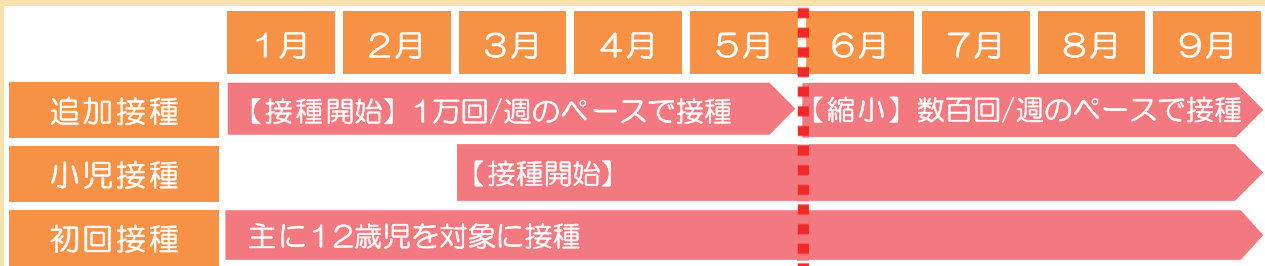 1月 2月 3月 4月 5月 6月 7月 8月 9月
追加接種 【接種開始】1万回/週のペースで接種 【縮小】数百回/週のペースで接種
小児接種 【接種開始】
初回接種 主に12歳児を対象に接種